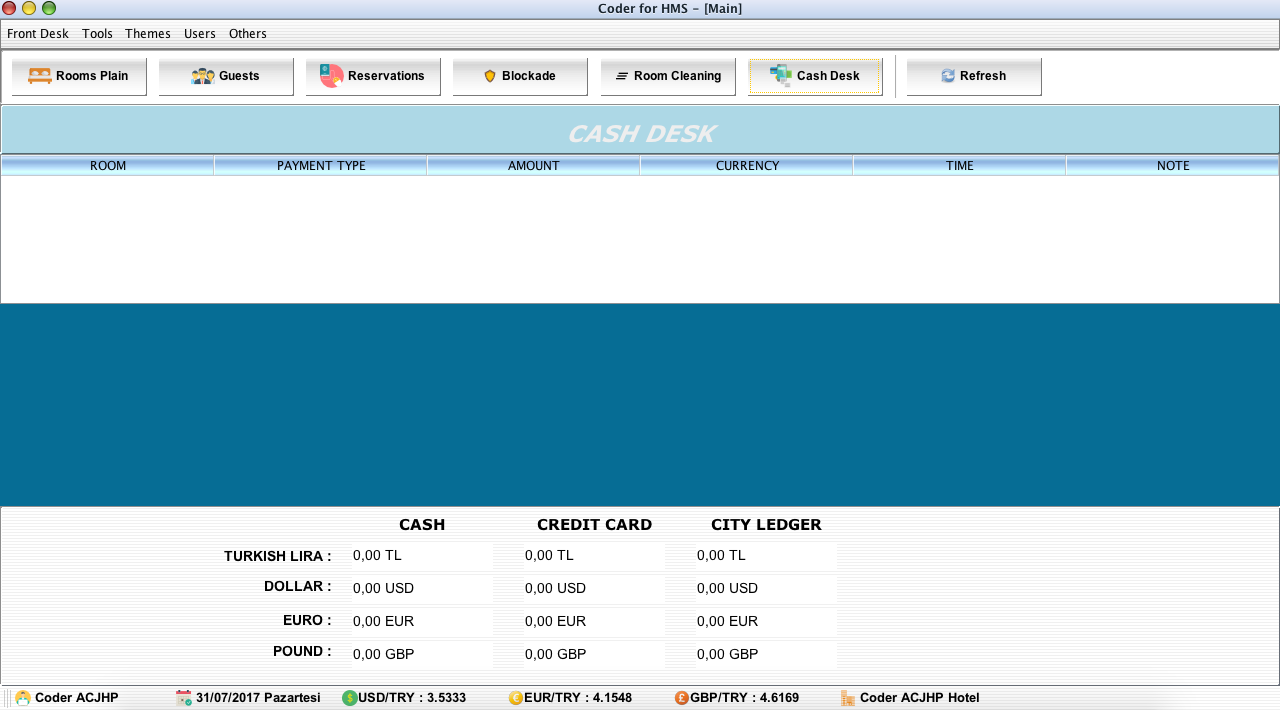 Coder for HMS - [Main]
Front Desk Tools Themes Users Others
Rooms Plain Guests Reservations Blockade Room Cleaning Cash Desk Refresh
CASH DESK
ROOM PAYMENT TYPE AMOUNT CURRENCY TIME NOTE
CASH CREDIT CARD CITY LEDGER
TURKISH LIRA : 0,00 TL 0,00 TL 0,00 TL
DOLLAR : 0,00 USD 0,00 USD 0,00 USD
EURO : 0,00 EUR 0,00 EUR 0,00 EUR
POUND : 0,00 GBP 0,00 GBP 0,00 GBP
Coder ACJHP 31/07/2017 Pazartesi USD/TRY : 3.5333 EUR/TRY : 4.1548 GBP/TRY : 4.6169 Coder ACJHP Hotel